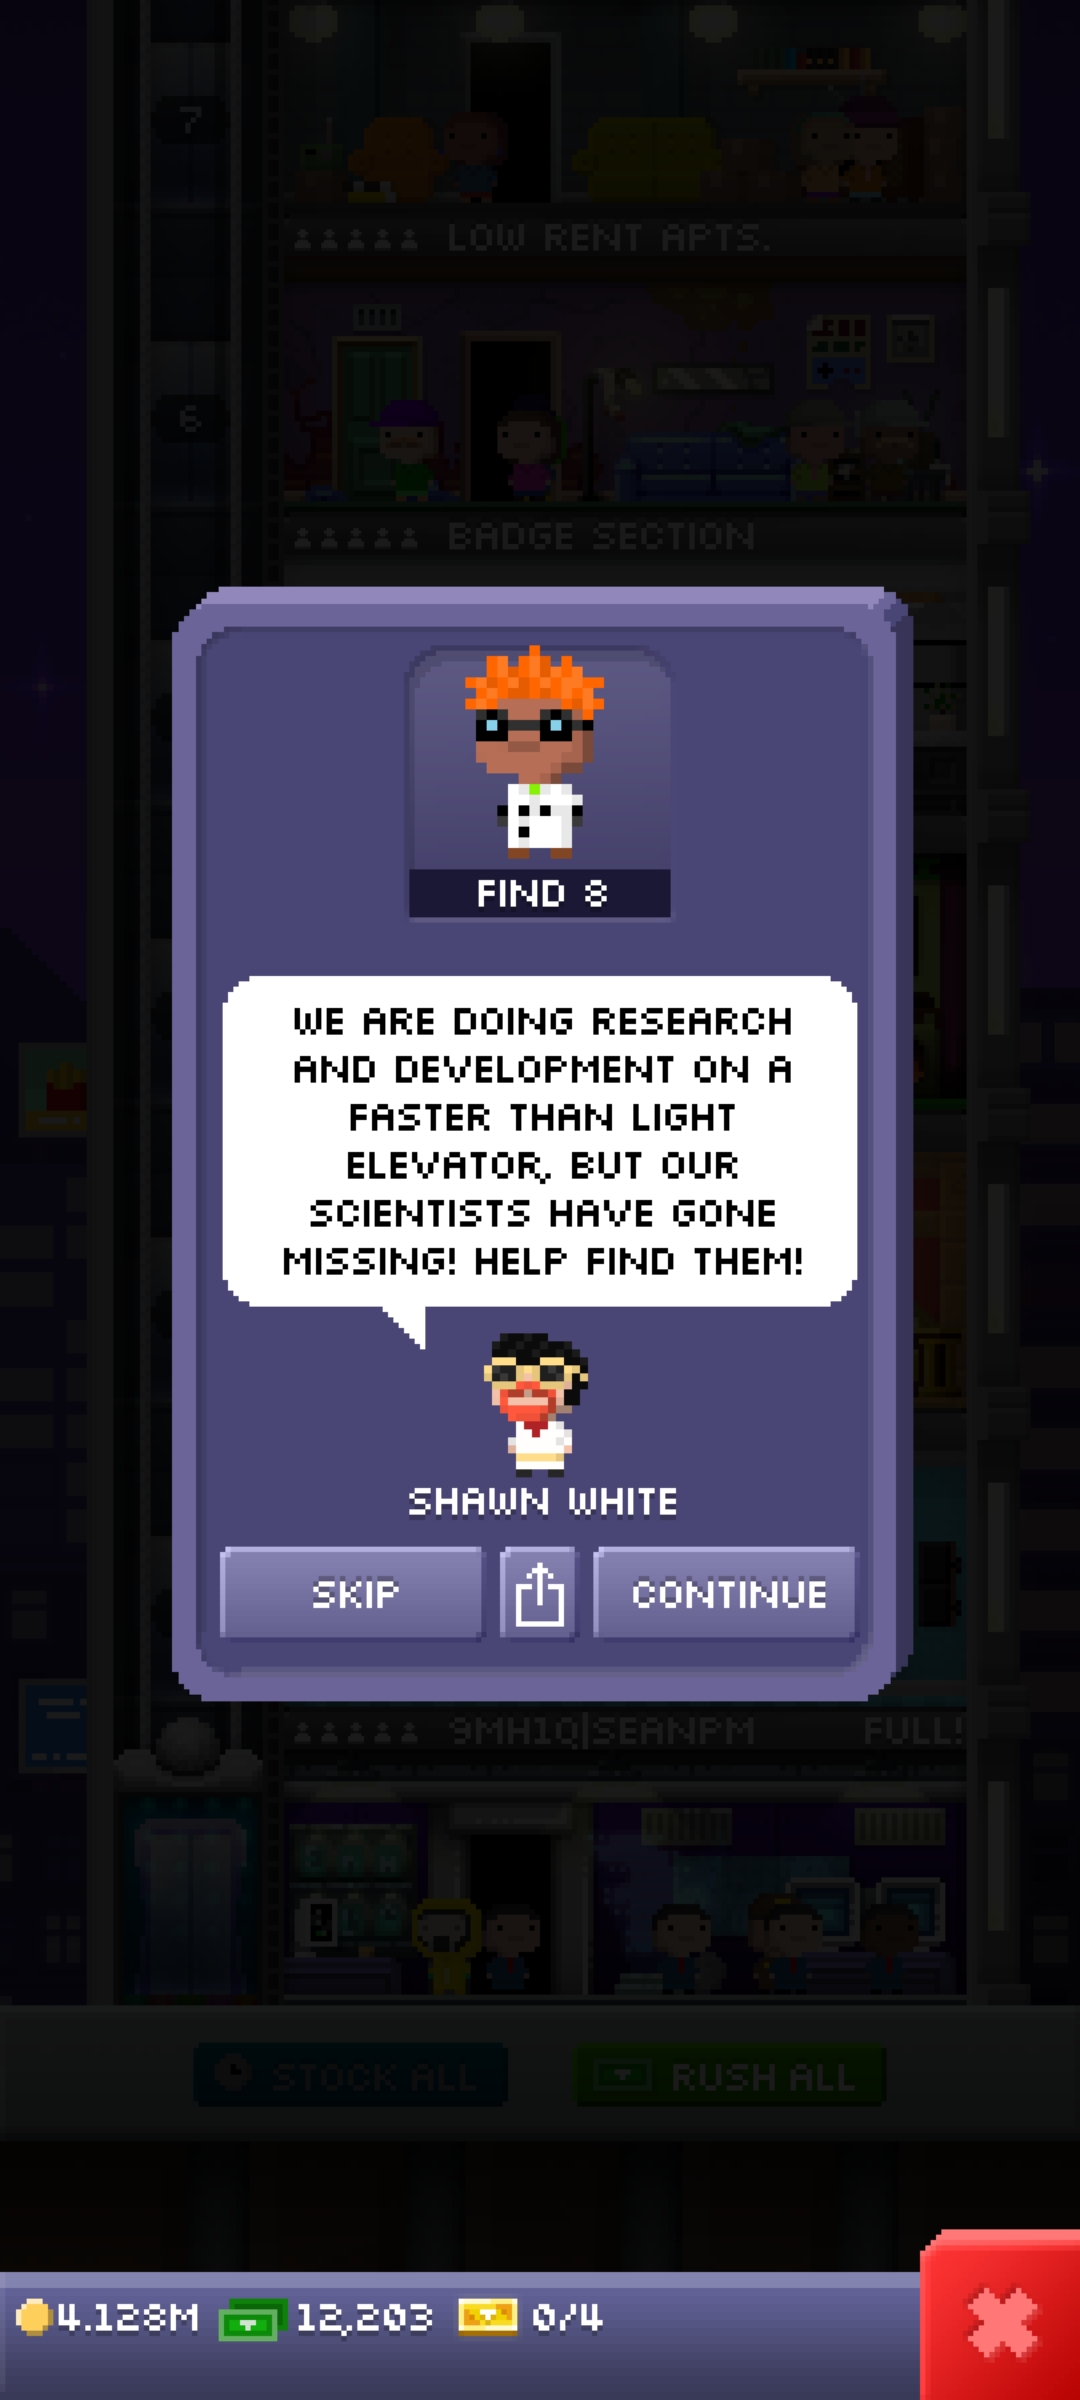 7
LOW RENT APTS.
6
BADGE SECTION
FIND 8
WE ARE DOING RESEARCH
AND DEVELOPMENT ON A
FASTER THAN LIGHT
ELEVATOR, BUT OUR
SCIENTISTS HAVE GONE
MISSING! HELP FIND THEM!
SHAWN WHITE
SKIP
CONTINUE
9MH1Q|SEANPM FULL!
STOCK ALL
RUSH ALL
4.128M 12,203 0/4